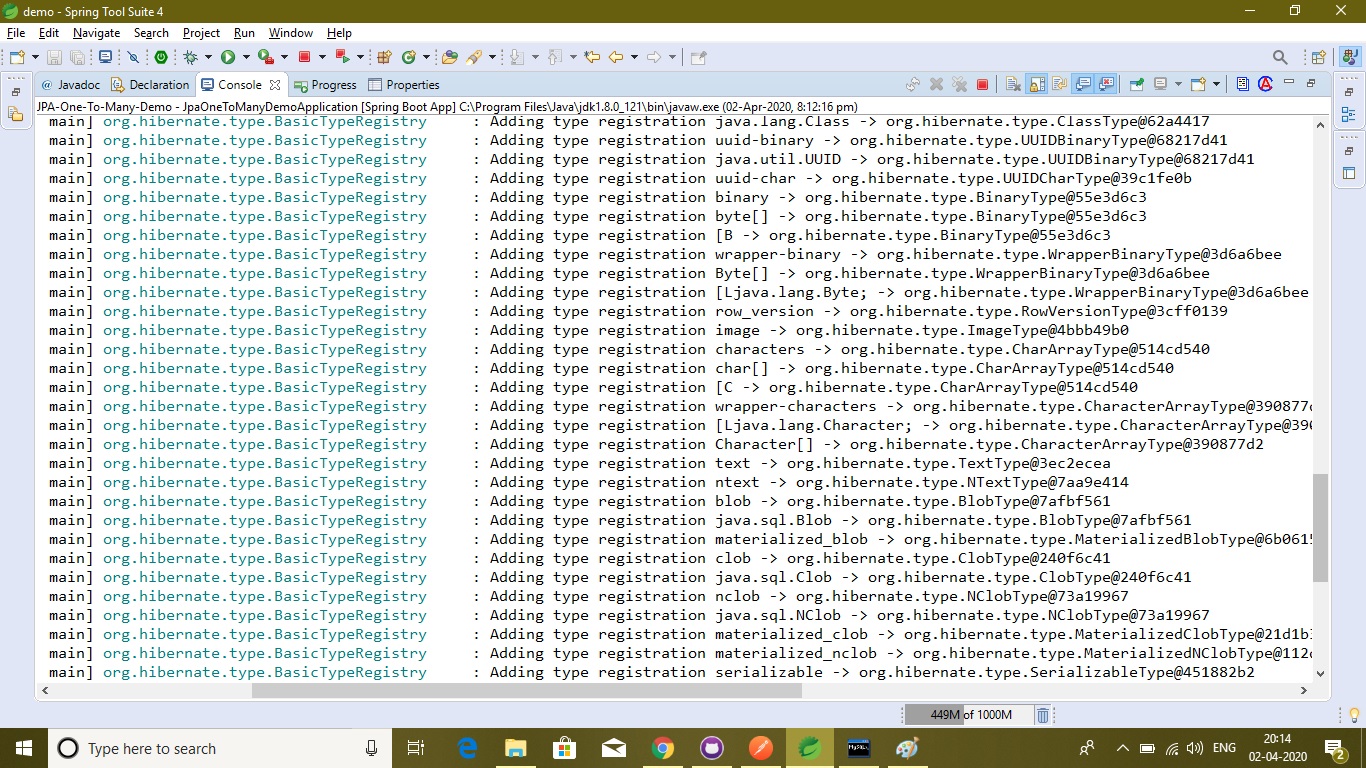 demo - Spring Tool Suite 4
File Edit Navigate Search Project Run Window Help
@ Javadoc Declaration Console Progress Properties
JPA-One-To-Many-Demo - JpaOneToManyDemoApplication [Spring Boot App] C:\Program Files\Java\jdk1.8.0_121\bin\javaw.exe (02-Apr-2020, 8:12:16 pm)
main] org.hibernate.type.BasicTypeRegistry : Adding type registration java.lang.Class -> org.hibernate.type.ClassType@62a4417
main] org.hibernate.type.BasicTypeRegistry : Adding type registration uuid-binary -> org.hibernate.type.UUIDBinaryType@68217d41
main] org.hibernate.type.BasicTypeRegistry : Adding type registration java.util.UUID -> org.hibernate.type.UUIDBinaryType@68217d41
main] org.hibernate.type.BasicTypeRegistry : Adding type registration uuid-char -> org.hibernate.type.UUIDCharType@39c1fe0b
main] org.hibernate.type.BasicTypeRegistry : Adding type registration binary -> org.hibernate.type.BinaryType@55e3d6c3
main] org.hibernate.type.BasicTypeRegistry : Adding type registration byte[] -> org.hibernate.type.BinaryType@55e3d6c3
main] org.hibernate.type.BasicTypeRegistry : Adding type registration [B -> org.hibernate.type.BinaryType@55e3d6c3
main] org.hibernate.type.BasicTypeRegistry : Adding type registration wrapper-binary -> org.hibernate.type.WrapperBinaryType@3d6a6bee
main] org.hibernate.type.BasicTypeRegistry : Adding type registration Byte[] -> org.hibernate.type.WrapperBinaryType@3d6a6bee
main] org.hibernate.type.BasicTypeRegistry : Adding type registration [Ljava.lang.Byte; -> org.hibernate.type.WrapperBinaryType@3d6a6bee
main] org.hibernate.type.BasicTypeRegistry : Adding type registration row_version -> org.hibernate.type.RowVersionType@3cff0139
main] org.hibernate.type.BasicTypeRegistry : Adding type registration image -> org.hibernate.type.ImageType@4bbb49b0
main] org.hibernate.type.BasicTypeRegistry : Adding type registration characters -> org.hibernate.type.CharArrayType@514cd540
main] org.hibernate.type.BasicTypeRegistry : Adding type registration char[] -> org.hibernate.type.CharArrayType@514cd540
main] org.hibernate.type.BasicTypeRegistry : Adding type registration [C -> org.hibernate.type.CharArrayType@514cd540
main] org.hibernate.type.BasicTypeRegistry : Adding type registration wrapper-characters -> org.hibernate.type.CharacterArrayType@390877
main] org.hibernate.type.BasicTypeRegistry : Adding type registration [Ljava.lang.Character; -> org.hibernate.type.CharacterArrayType@390
main] org.hibernate.type.BasicTypeRegistry : Adding type registration Character[] -> org.hibernate.type.CharacterArrayType@390877d2
main] org.hibernate.type.BasicTypeRegistry : Adding type registration text -> org.hibernate.type.TextType@3ec2ecea
main] org.hibernate.type.BasicTypeRegistry : Adding type registration ntext -> org.hibernate.type.NTextType@7aa9e414
main] org.hibernate.type.BasicTypeRegistry : Adding type registration blob -> org.hibernate.type.BlobType@7afbf561
main] org.hibernate.type.BasicTypeRegistry : Adding type registration java.sql.Blob -> org.hibernate.type.BlobType@7afbf561
main] org.hibernate.type.BasicTypeRegistry : Adding type registration materialized_blob -> org.hibernate.type.MaterializedBlobType@6b0615
main] org.hibernate.type.BasicTypeRegistry : Adding type registration clob -> org.hibernate.type.ClobType@240f6c41
main] org.hibernate.type.BasicTypeRegistry : Adding type registration java.sql.Clob -> org.hibernate.type.ClobType@240f6c41
main] org.hibernate.type.BasicTypeRegistry : Adding type registration nclob -> org.hibernate.type.NClobType@73a19967
main] org.hibernate.type.BasicTypeRegistry : Adding type registration java.sql.NClob -> org.hibernate.type.NClobType@73a19967
main] org.hibernate.type.BasicTypeRegistry : Adding type registration materialized_clob -> org.hibernate.type.MaterializedClobType@21d1b
main] org.hibernate.type.BasicTypeRegistry : Adding type registration materialized_nclob -> org.hibernate.type.MaterializedNClobType@112
main] org.hibernate.type.BasicTypeRegistry : Adding type registration serializable -> org.hibernate.type.SerializableType@451882b2
449M of 1000M
Type here to search
ENG
20:14
02-04-2020
2